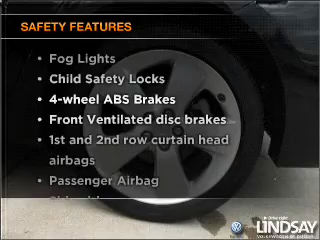 SAFETY FEATURES
• Fog Lights
• Child Safety Locks
• 4-wheel ABS Brakes
• Front Ventilated disc brakes
• 1st and 2nd row curtain head
airbags
• Passenger Airbag
LINDSAY